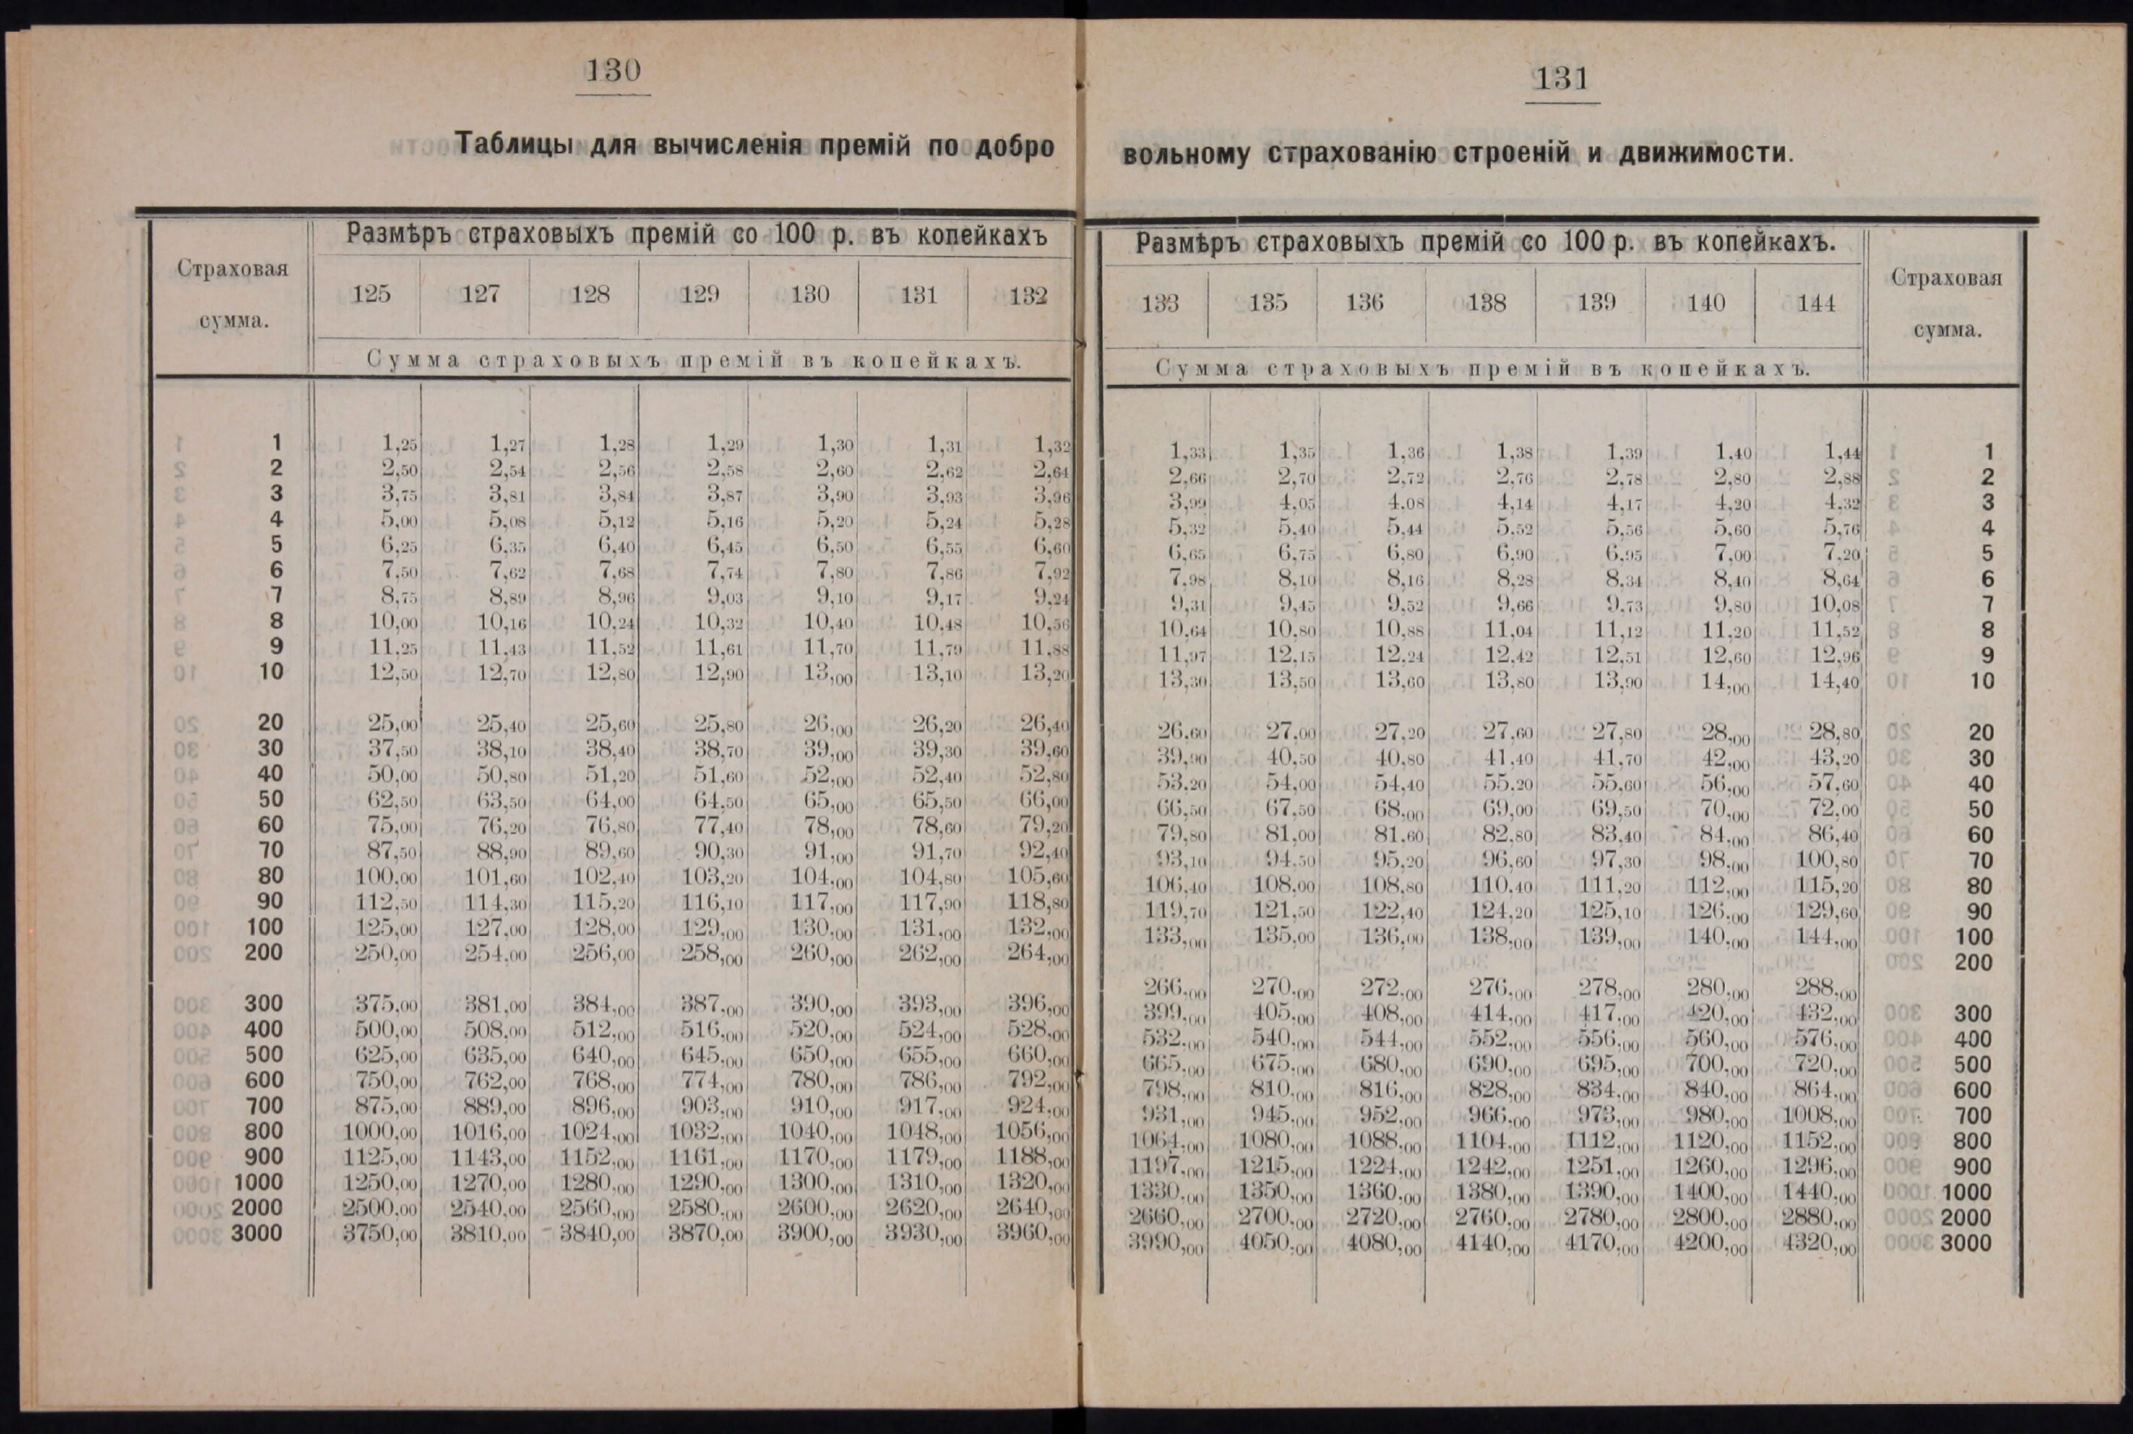 130
Таблицы для вычисленія премій по добро
Страховая сумма.
Размѣръ страховыхъ премій со 100 р. въ копейкахъ
125 127 128 129 130 131 132
Сумма страховыхъ премій въ копейкахъ.
1 1,25 1,27 1,28 1,29 1,30 1,31 1,32
2 2,50 2,54 2,56 2,58 2,60 2,62 2,64
3 3,75 3,81 3,84 3,87 3,90 3,93 3,96
4 5,00 5,08 5,12 5,16 5,20 5,24 5,28
5 6,25 6,35 6,40 6,45 6,50 6,55 6,60
6 7,50 7,62 7,68 7,74 7,80 7,86 7,92
7 8,75 8,89 8,96 9,03 9,10 9,17 9,24
8 10,00 10,16 10,24 10,32 10,40 10,48 10,56
9 11,25 11,43 11,52 11,61 11,70 11,79 11,88
10 12,50 12,70 12,80 12,90 13,00 13,10 13,20
20 25,00 25,40 25,60 25,80 26,00 26,20 26,40
30 37,50 38,10 38,40 38,70 39,00 39,30 39,60
40 50,00 50,80 51,20 51,60 52,00 52,40 52,80
50 62,50 63,50 64,00 64,50 65,00 65,50 66,00
60 75,00 76,20 76,80 77,40 78,00 78,60 79,20
70 87,50 88,90 89,60 90,30 91,00 91,70 92,40
80 100,00 101,60 102,40 103,20 104,00 104,80 105,60
90 112,50 114,30 115,20 116,10 117,00 117,90 118,80
100 125,00 127,00 128,00 129,00 130,00 131,00 132,00
200 250,00 254,00 256,00 258,00 260,00 262,00 264,00
300 375,00 381,00 384,00 387,00 390,00 393,00 396,00
400 500,00 508,00 512,00 516,00 520,00 524,00 528,00
500 625,00 635,00 640,00 645,00 650,00 655,00 660,00
600 750,00 762,00 768,00 774,00 780,00 786,00 792,00
700 875,00 889,00 896,00 903,00 910,00 917,00 924,00
800 1000,00 1016,00 1024,00 1032,00 1040,00 1048,00 1056,00
900 1125,00 1143,00 1152,00 1161,00 1170,00 1179,00 1188,00
1000 1250,00 1270,00 1280,00 1290,00 1300,00 1310,00 1320,00
2000 2500,00 2540,00 2560,00 2580,00 2600,00 2620,00 2640,00
3000 3750,00 3810,00 3840,00 3870,00 3900,00 3930,00 3960,00
131
вольному страхованію строеній и движимости.
Размѣръ страховыхъ премій со 100 р. въ копейкахъ.
Страховая сумма.
133 135 136 138 139 140 144
Сумма страховыхъ премій въ копейкахъ.
1,33 1,35 1,36 1,38 1,39 1,40 1,44 1
2,66 2,70 2,72 2,76 2,78 2,80 2,88 2
3,99 4,05 4,08 4,14 4,17 4,20 4,32 3
5,32 5,40 5,44 5,52 5,56 5,60 5,76 4
6,65 6,75 6,80 6,90 6,95 7,00 7,20 5
7,98 8,10 8,16 8,28 8,34 8,40 8,64 6
9,31 9,45 9,52 9,66 9,73 9,80 10,08 7
10,64 10,80 10,88 11,04 11,12 11,20 11,52 8
11,97 12,15 12,24 12,42 12,51 12,60 12,96 9
13,30 13,50 13,60 13,80 13,90 14,00 14,40 10
26,60 27,00 27,20 27,60 27,80 28,00 28,80 20
39,90 40,50 40,80 41,40 41,70 42,00 43,20 30
53,20 54,00 54,40 55,20 55,60 56,00 57,60 40
66,50 67,50 68,00 69,00 69,50 70,00 72,00 50
79,80 81,00 81,60 82,80 83,40 84,00 86,40 60
93,10 94,50 95,20 96,60 97,30 98,00 100,80 70
106,40 108,00 108,80 110,40 111,20 112,00 115,20 80
119,70 121,50 122,40 124,20 125,10 126,00 129,60 90
133,00 135,00 136,00 138,00 139,00 140,00 144,00 100
200
266,00 270,00 272,00 276,00 278,00 280,00 288,00
399,00 405,00 408,00 414,00 417,00 420,00 432,00 300
532,00 540,00 544,00 552,00 556,00 560,00 576,00 400
665,00 675,00 680,00 690,00 695,00 700,00 720,00 500
798,00 810,00 816,00 828,00 834,00 840,00 864,00 600
931,00 945,00 952,00 966,00 973,00 980,00 1008,00 700
1064,00 1080,00 1088,00 1104,00 1112,00 1120,00 1152,00 800
1197,00 1215,00 1224,00 1242,00 1251,00 1260,00 1296,00 900
1330,00 1350,00 1360,00 1380,00 1390,00 1400,00 1440,00 1000
2660,00 2700,00 2720,00 2760,00 2780,00 2800,00 2880,00 2000
3990,00 4050,00 4080,00 4140,00 4170,00 4200,00 4320,00 3000